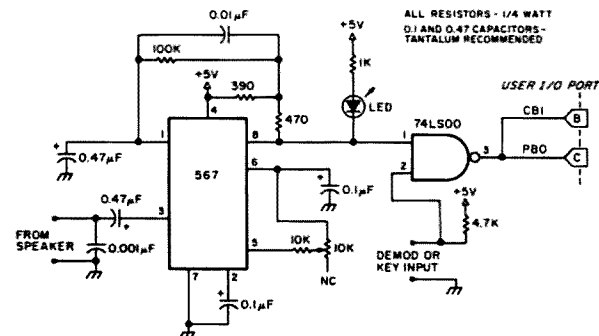 0.01µF
ALL RESISTORS - 1/4 WATT
0.1 AND 0.47 CAPACITORS-
TANTALUM RECOMMENDED
+5V
100K
1K
+5V
390
4
LED
470
USER I/O PORT
74LS00
CB1
B
1
8
1
+
0.47µF
2
3
PB0
C
567
6
+
0.1µF
+5V
4.7K
0.47µF
+
3
FROM
SPEAKER
0.001µF
5
10K
10K
NC
DEMOD OR
KEY INPUT
7
2
+
0.1µF